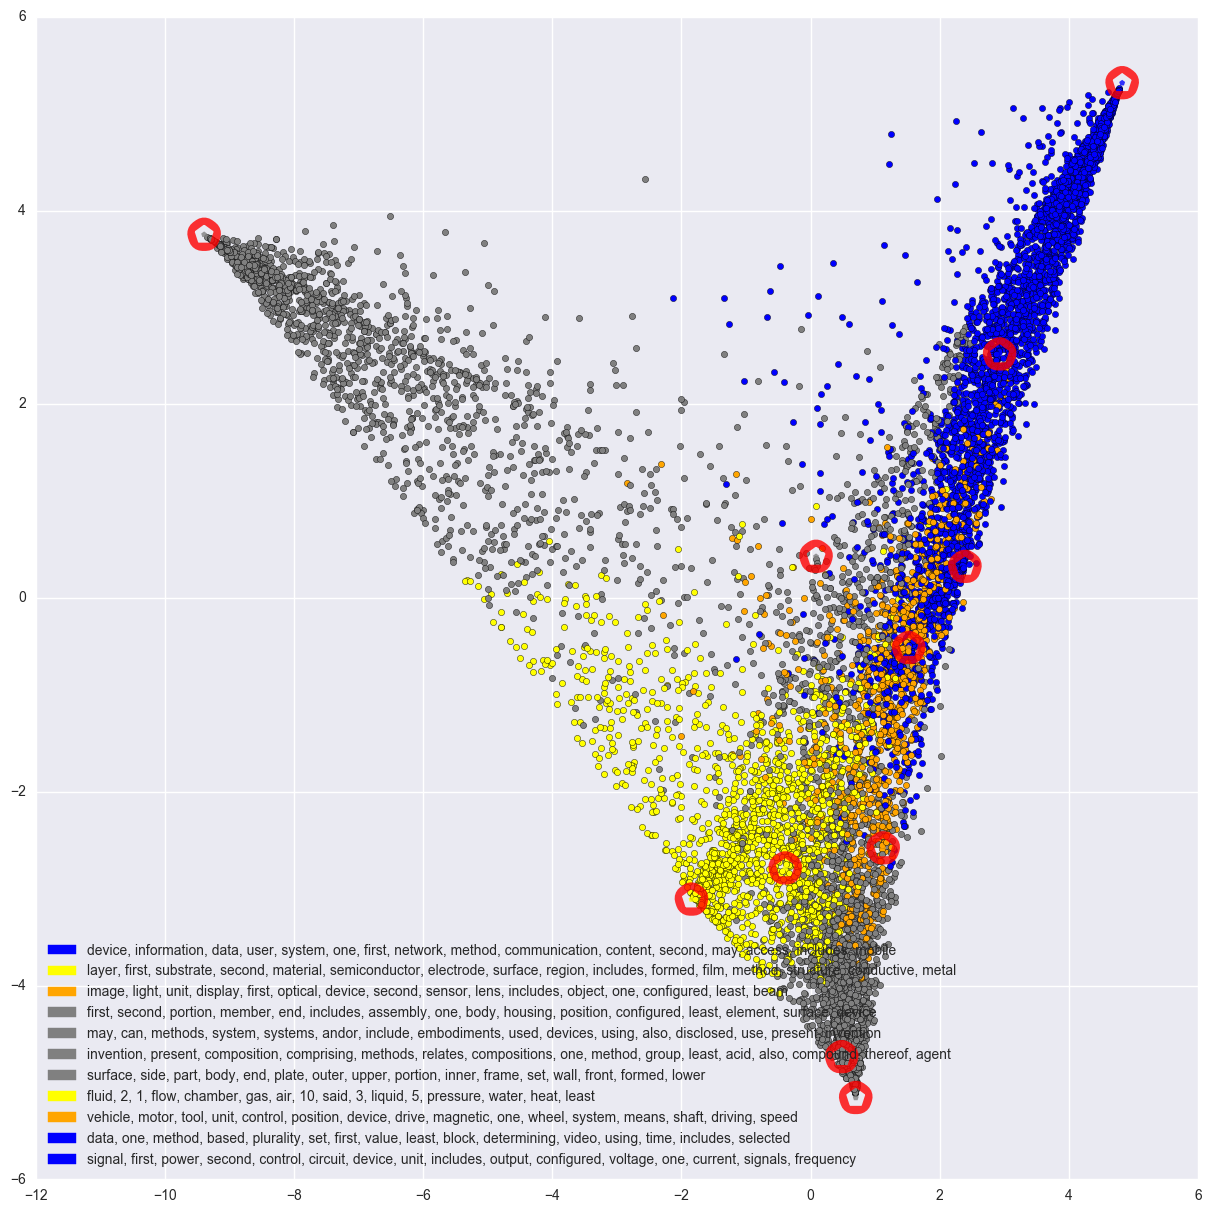 6
4
2
0
−2
−4
−6
device, information, data, user, system, one, first, network, method, communication, content, second, may, access, includes, mobile
layer, first, substrate, second, material, semiconductor, electrode, surface, region, includes, formed, film, method, structure, conductive, metal
image, light, unit, display, first, optical, device, second, sensor, lens, includes, object, one, configured, least, beam
first, second, portion, member, end, includes, assembly, one, body, housing, position, configured, least, element, surface, device
may, can, methods, system, systems, andor, include, embodiments, used, devices, using, also, disclosed, use, present, invention
invention, present, composition, comprising, methods, relates, compositions, one, method, group, least, acid, also, compound, thereof, agent
surface, side, part, body, end, plate, outer, upper, portion, inner, frame, set, wall, front, formed, lower
fluid, 2, 1, flow, chamber, gas, air, 10, said, 3, liquid, 5, pressure, water, heat, least
vehicle, motor, tool, unit, control, position, device, drive, magnetic, one, wheel, system, means, shaft, driving, speed
data, one, method, based, plurality, set, first, value, least, block, determining, video, using, time, includes, selected
signal, first, power, second, control, circuit, device, unit, includes, output, configured, voltage, one, current, signals, frequency
−12 −10 −8 −6 −4 −2 0 2 4 6